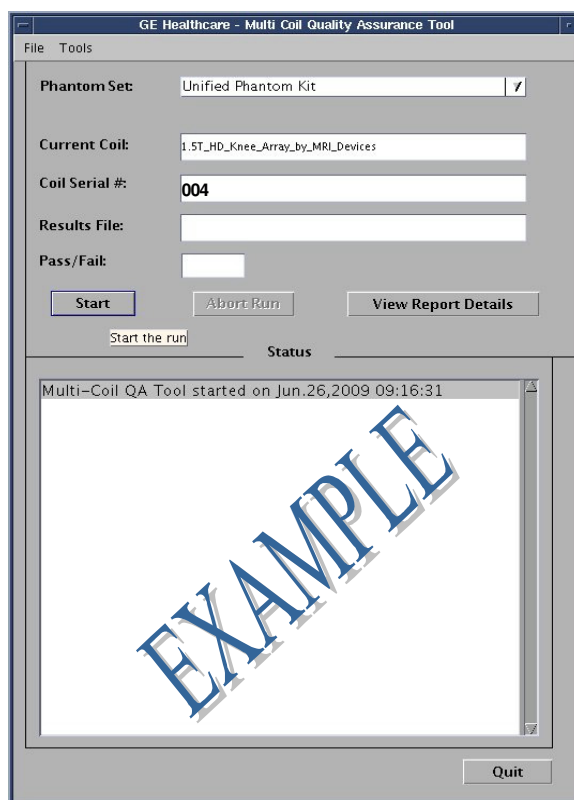 GE Healthcare - Multi Coil Quality Assurance Tool
File Tools
Phantom Set: Unified Phantom Kit
Current Coil: 1.5T_HD_Knee_Array_by_MRI_Devices
Coil Serial #: 004
Results File:
Pass/Fail:
Start Abort Run View Report Details
Start the run
Status
Multi-Coil QA Tool started on Jun.26,2009 09:16:31
EXAMPLE
Quit